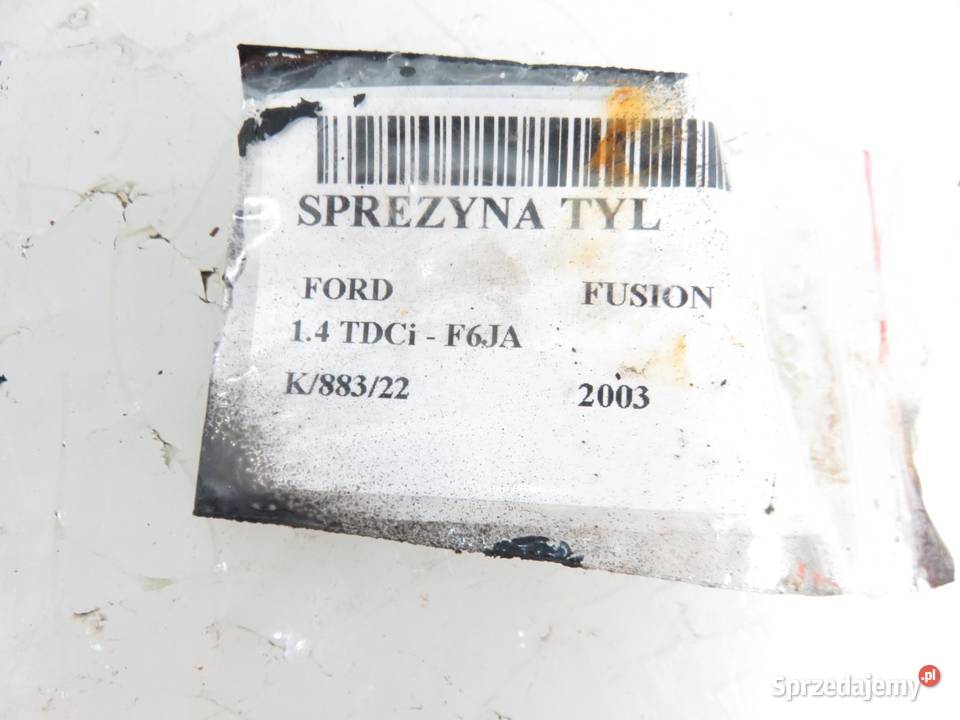 SPREZYNA TYL
FORD FUSION
1.4 TDCi - F6JA
K/883/22 2003
Sprzedajemy.pl